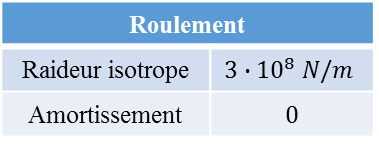 Roulement
Raideur isotrope 3 · 10⁸ N/m
Amortissement 0